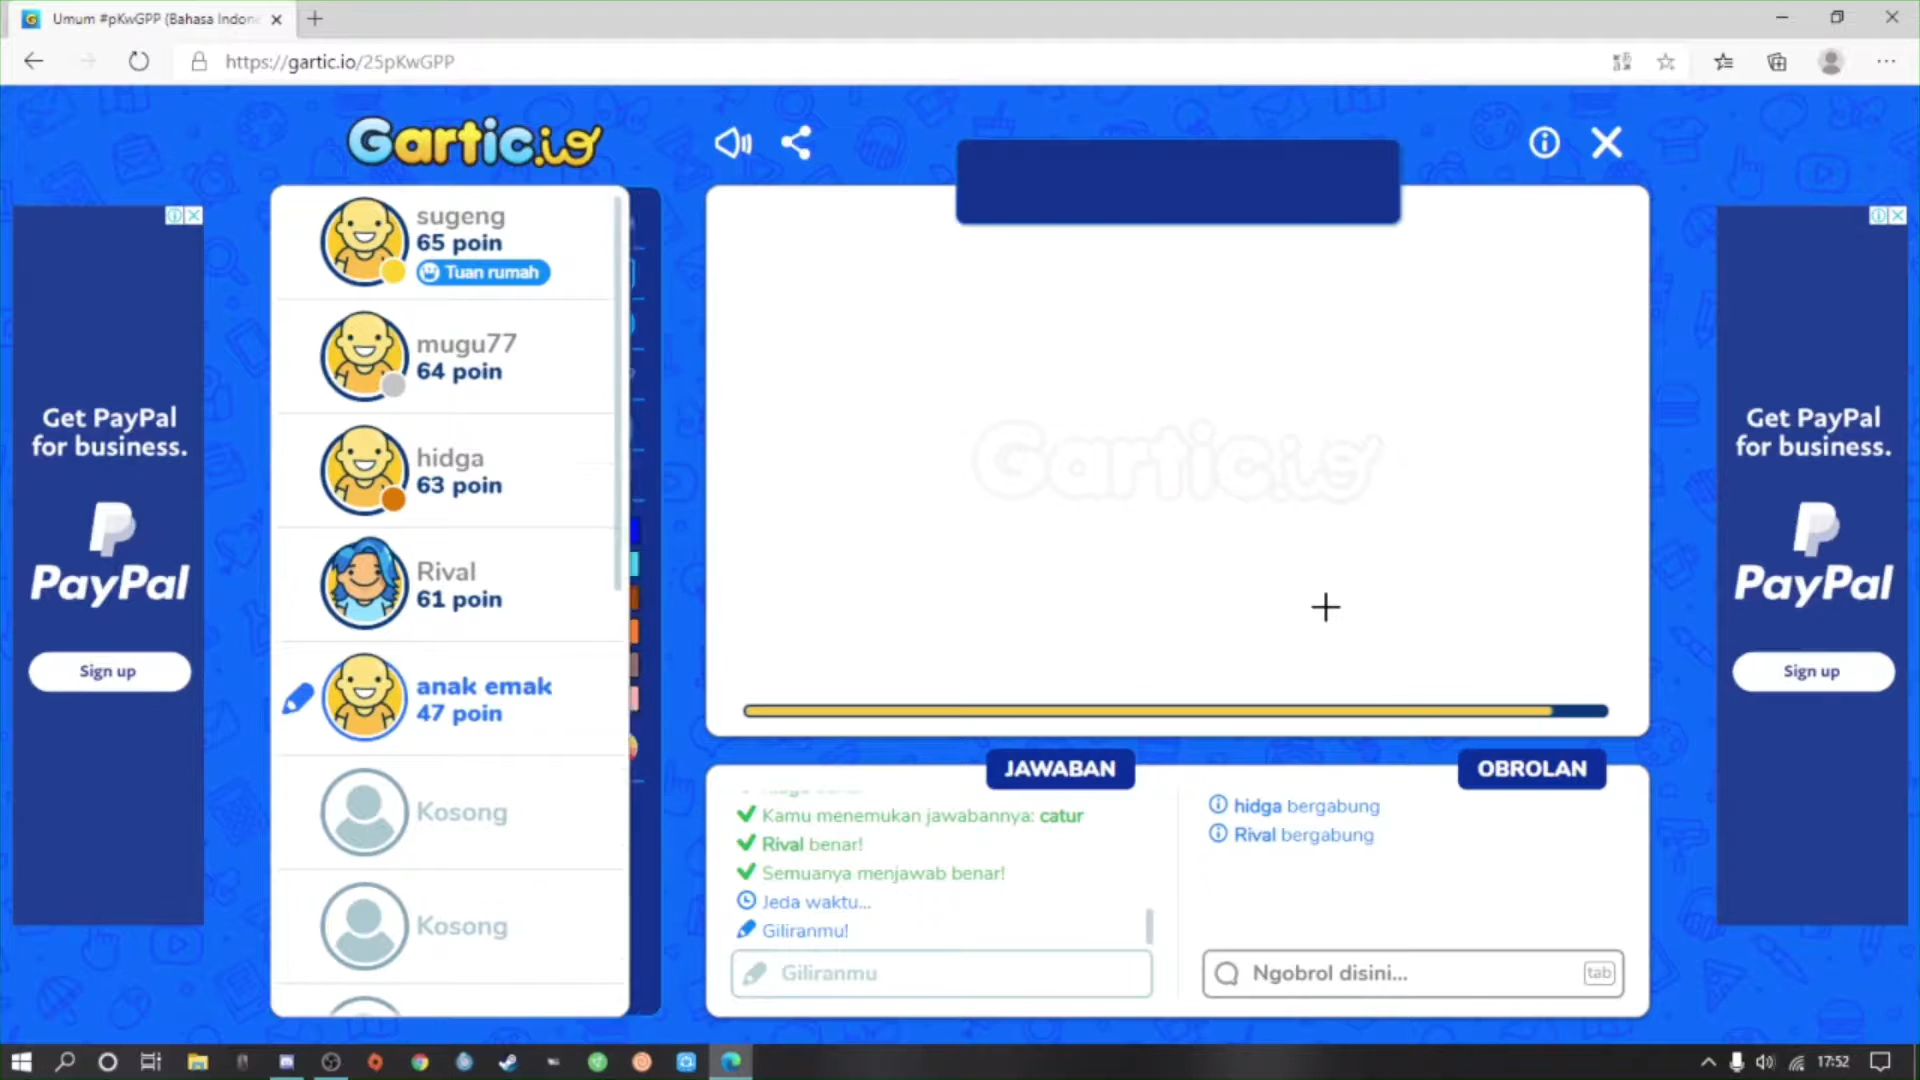 Umum #pKwGPP (Bahasa Indone
https://gartic.io/25pKwGPP
Gartic.io
sugeng
65 poin
Tuan rumah
mugu77
64 poin
hidga
63 poin
Rival
61 poin
anak emak
47 poin
Kosong
Kosong
Get PayPal
for business.
PayPal
Sign up
Gartic.io
JAWABAN
Kamu menemukan jawabannya: catur
Rival benar!
Semuanya menjawab benar!
Jeda waktu...
Giliranmu!
Giliranmu
OBROLAN
hidga bergabung
Rival bergabung
Ngobrol disini...
tab
Get PayPal
for business.
PayPal
Sign up
17:52